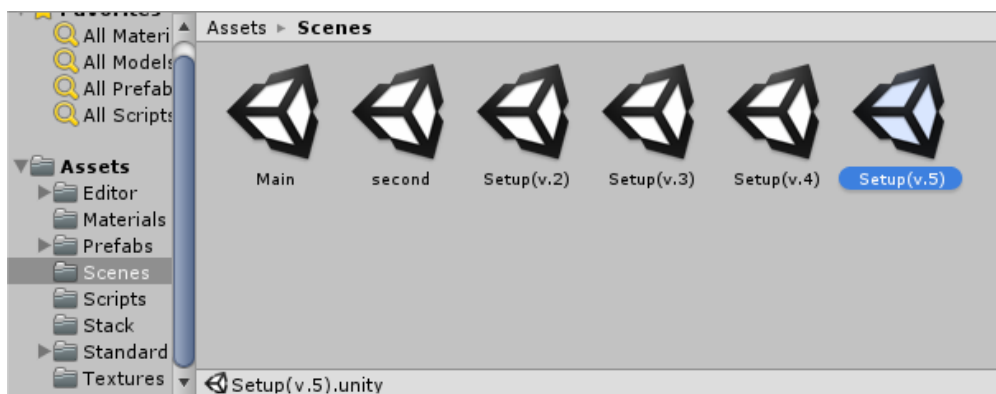 Favorites
All Materi
All Models
All Prefab
All Scripts
Assets
Editor
Materials
Prefabs
Scenes
Scripts
Stack
Standard
Textures
Assets ▸ Scenes
Main
second
Setup(v.2)
Setup(v.3)
Setup(v.4)
Setup(v.5)
Setup(v.5).unity